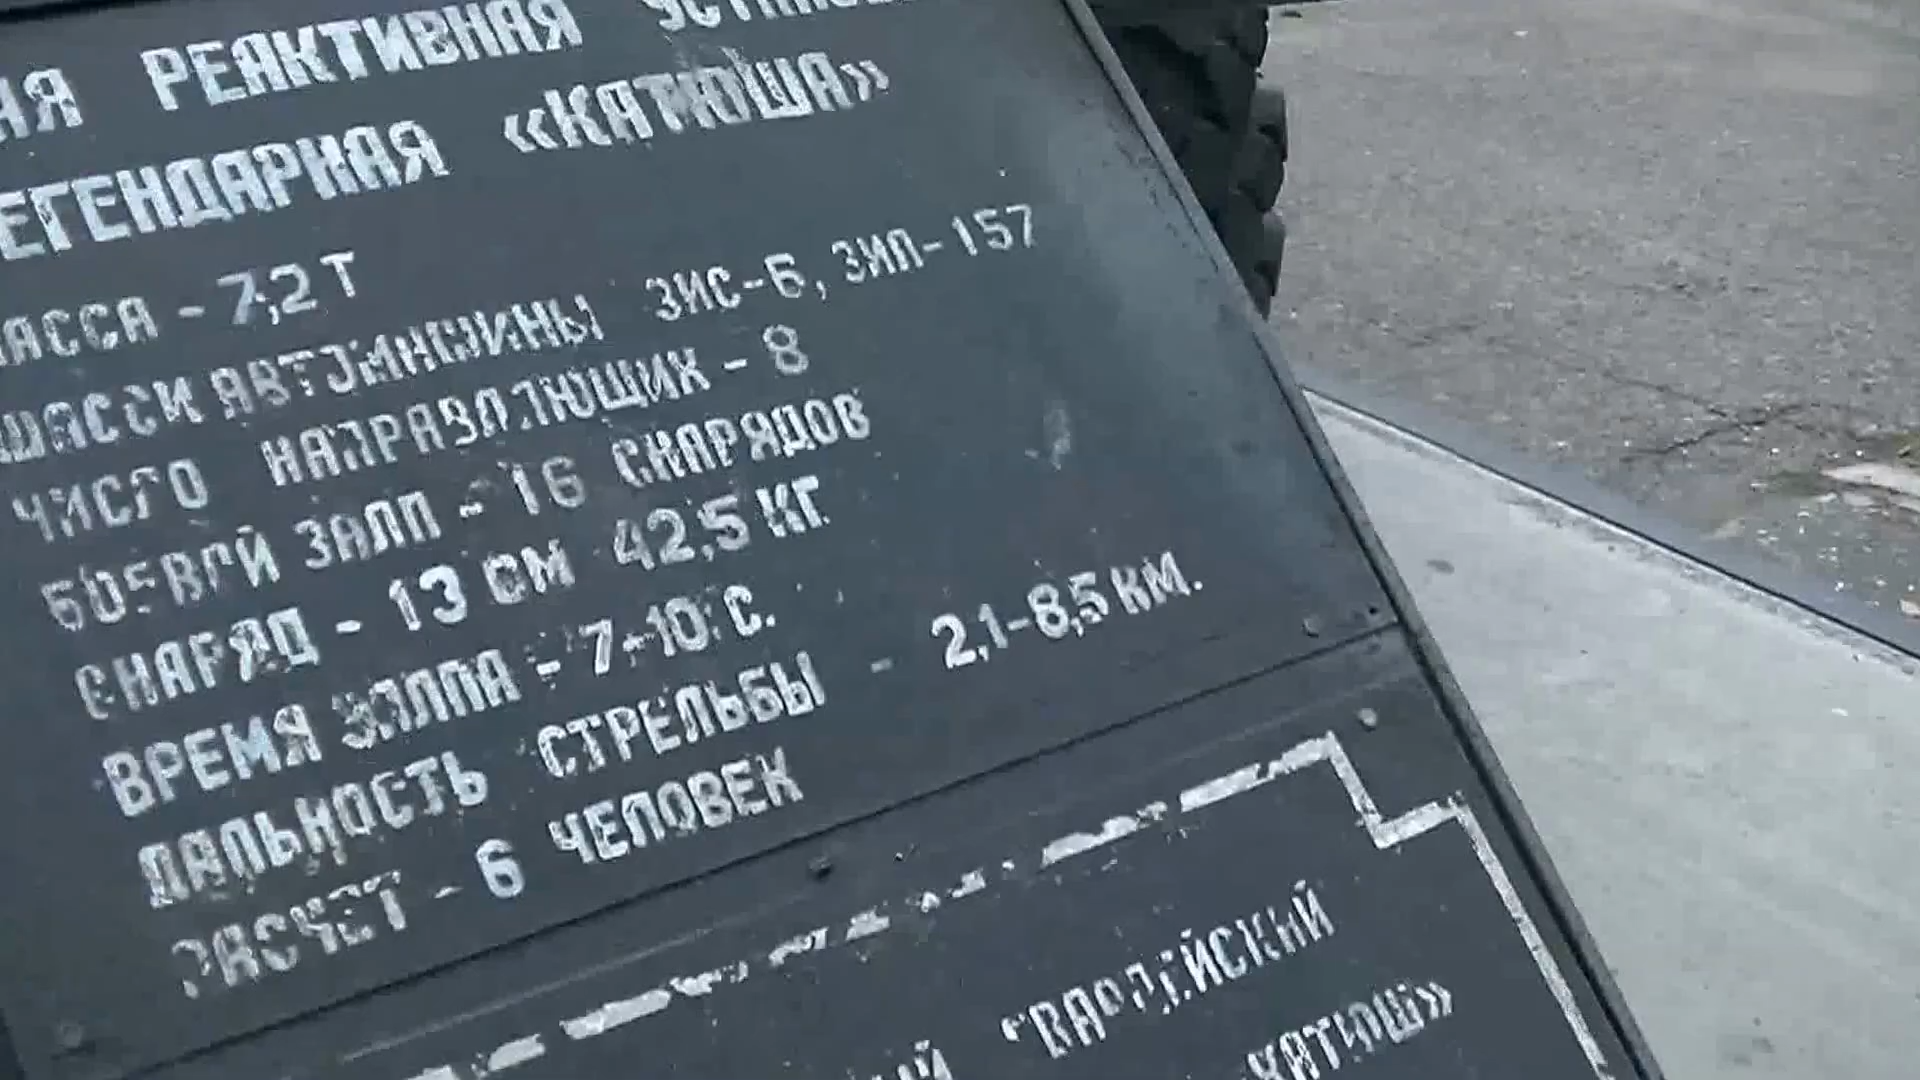 РЕАКТИВНАЯ
ЛЕГЕНДАРНАЯ «КАТЮША»
МАССА - 7,2 Т
ШАССИ АВТОМАШИНЫ ЗИС-6, ЗИЛ-157
ЧИСЛО НАПРАВЛЯЮЩИХ - 8
БОЕВОЙ ЗАЛП - 16 СНАРЯДОВ
СНАРЯД - 13 СМ 42,5 КГ.
ВРЕМЯ ЗАЛПА - 7-10 С.
ДАЛЬНОСТЬ СТРЕЛЬБЫ - 2,1-8,5 КМ.
РАСЧЕТ - 6 ЧЕЛОВЕК
ГВАРДЕЙСКИЙ
КАТЮШ»